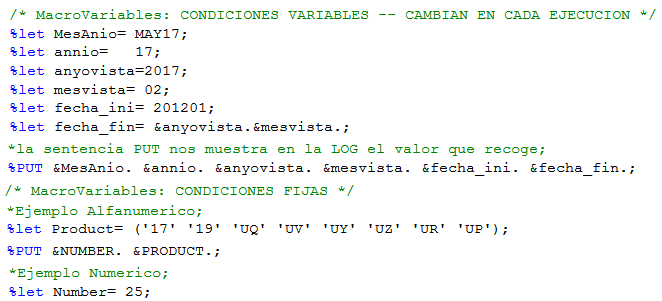 /* MacroVariables: CONDICIONES VARIABLES -- CAMBIAN EN CADA EJECUCION */
%let MesAnio= MAY17;
%let annio=   17;
%let anyovista=2017;
%let mesvista= 02;
%let fecha_ini= 201201;
%let fecha_fin= &anyovista.&mesvista.;
*la sentencia PUT nos muestra en la LOG el valor que recoge;
%PUT &MesAnio. &annio. &anyovista. &mesvista. &fecha_ini. &fecha_fin.;
/* MacroVariables: CONDICIONES FIJAS */
*Ejemplo Alfanumerico;
%let Product= ('17' '19' 'UQ' 'UV' 'UY' 'UZ' 'UR' 'UP');
%PUT &NUMBER. &PRODUCT.;
*Ejemplo Numerico;
%let Number= 25;